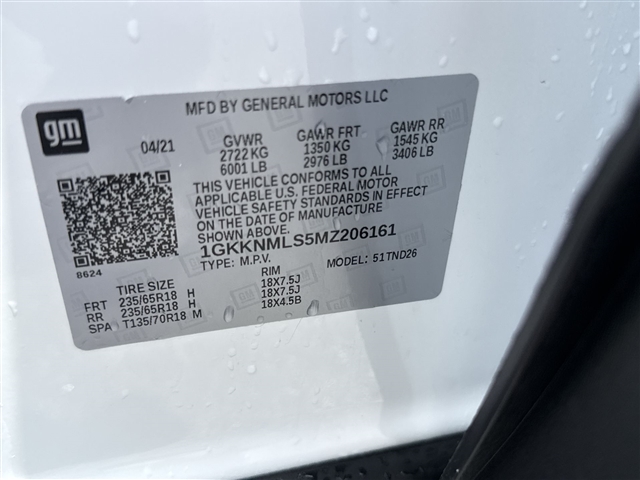 MFD BY GENERAL MOTORS LLC
gm
04/21 GVWR GAWR FRT GAWR RR
2722 KG 1350 KG 1545 KG
6001 LB 2976 LB 3406 LB
THIS VEHICLE CONFORMS TO ALL
APPLICABLE U.S. FEDERAL MOTOR
VEHICLE SAFETY STANDARDS IN EFFECT
ON THE DATE OF MANUFACTURE
SHOWN ABOVE.
1GKKNMLS5MZ206161
8624 TYPE: M.P.V. MODEL: 51TND26
TIRE SIZE RIM
FRT 235/65R18 H 18X7.5J
RR 235/65R18 H 18X7.5J
SPA T135/70R18 M 18X4.5B